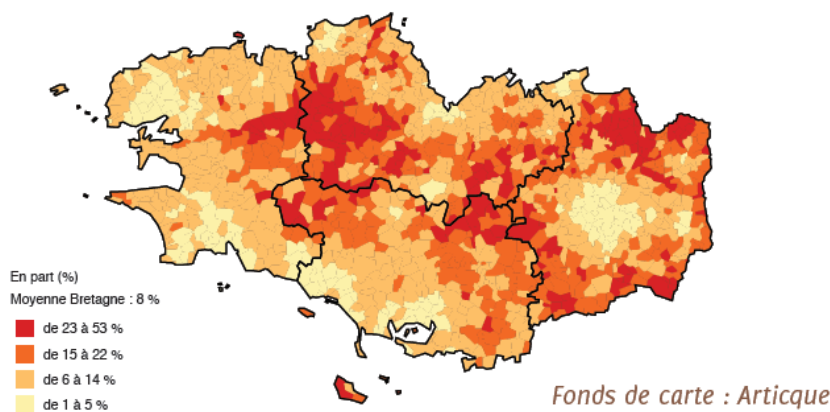 En part (%)
Moyenne Bretagne : 8 %
de 23 à 53 %
de 15 à 22 %
de 6 à 14 %
de 1 à 5 %
Fonds de carte : Articque